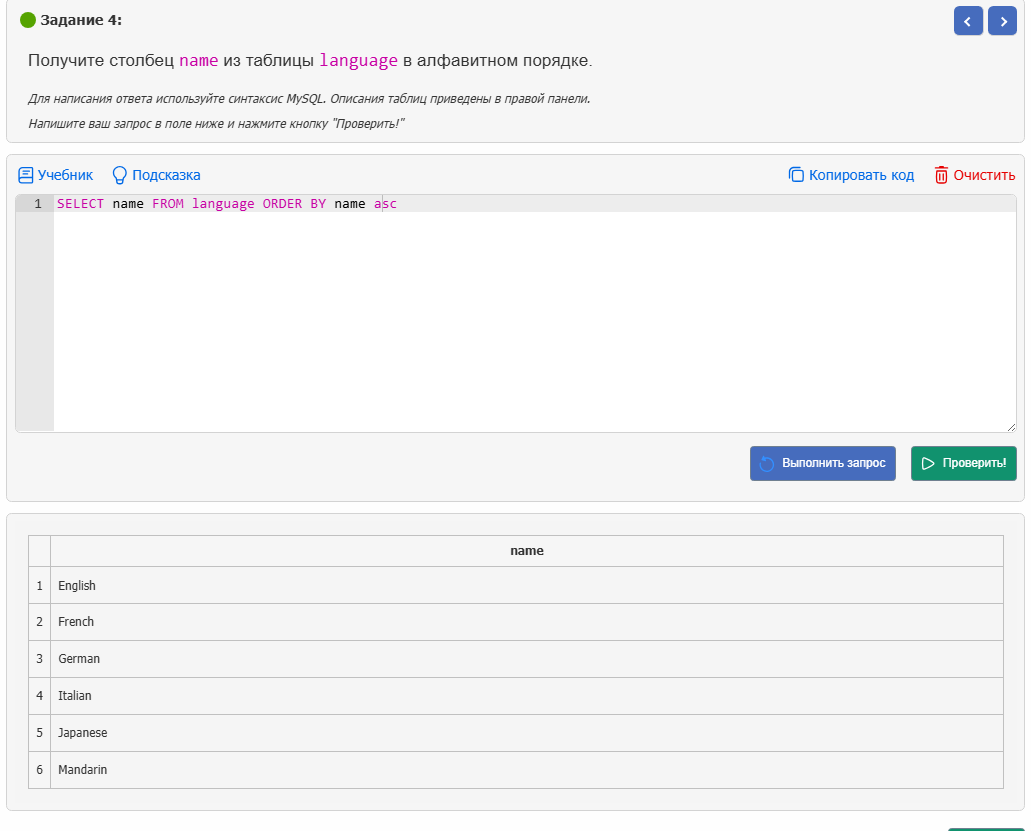 Задание 4:
Получите столбец name из таблицы language в алфавитном порядке.
Для написания ответа используйте синтаксис MySQL. Описания таблиц приведены в правой панели.
Напишите ваш запрос в поле ниже и нажмите кнопку "Проверить!"
Учебник Подсказка Копировать код Очистить
1 SELECT name FROM language ORDER BY name asc
Выполнить запрос Проверить!
name
1 English
2 French
3 German
4 Italian
5 Japanese
6 Mandarin